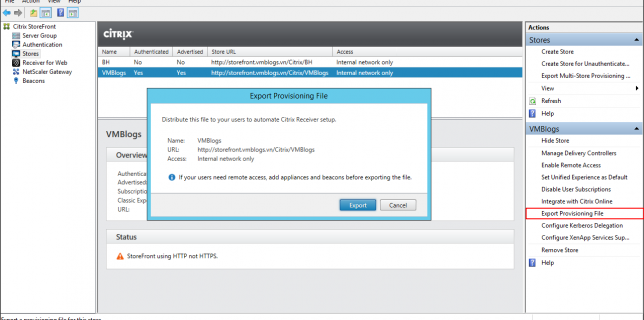 File Action View Help
Citrix StoreFront
Server Group
Authentication
Stores
Receiver for Web
NetScaler Gateway
Beacons
CITRIX
Name Authenticated Advertised Store URL Access
BH No No http://storefront.vmblogs.vn/Citrix/BH Internal network only
VMBlogs Yes Yes http://storefront.vmblogs.vn/Citrix/VMBlogs Internal network only
Export Provisioning File
Distribute this file to your users to automate Citrix Receiver setup.
Name: VMBlogs
URL: http://storefront.vmblogs.vn/Citrix/VMBlogs
Access: Internal network only
If your users need remote access, add appliances and beacons before exporting the file.
Export Cancel
VMBlogs
Overview
Authentica
Advertised:
Subscriptio
Classic Exp
URL:
Status
StoreFront using HTTP not HTTPS.
Actions
Stores
Create Store
Create Store for Unauthenticate...
Export Multi-Store Provisioning ...
View
Refresh
Help
VMBlogs
Hide Store
Manage Delivery Controllers
Enable Remote Access
Set Unified Experience as Default
Disable User Subscriptions
Integrate with Citrix Online
Export Provisioning File
Configure Kerberos Delegation
Configure XenApp Services Sup...
Remove Store
Help
Export a provisioning file for this store